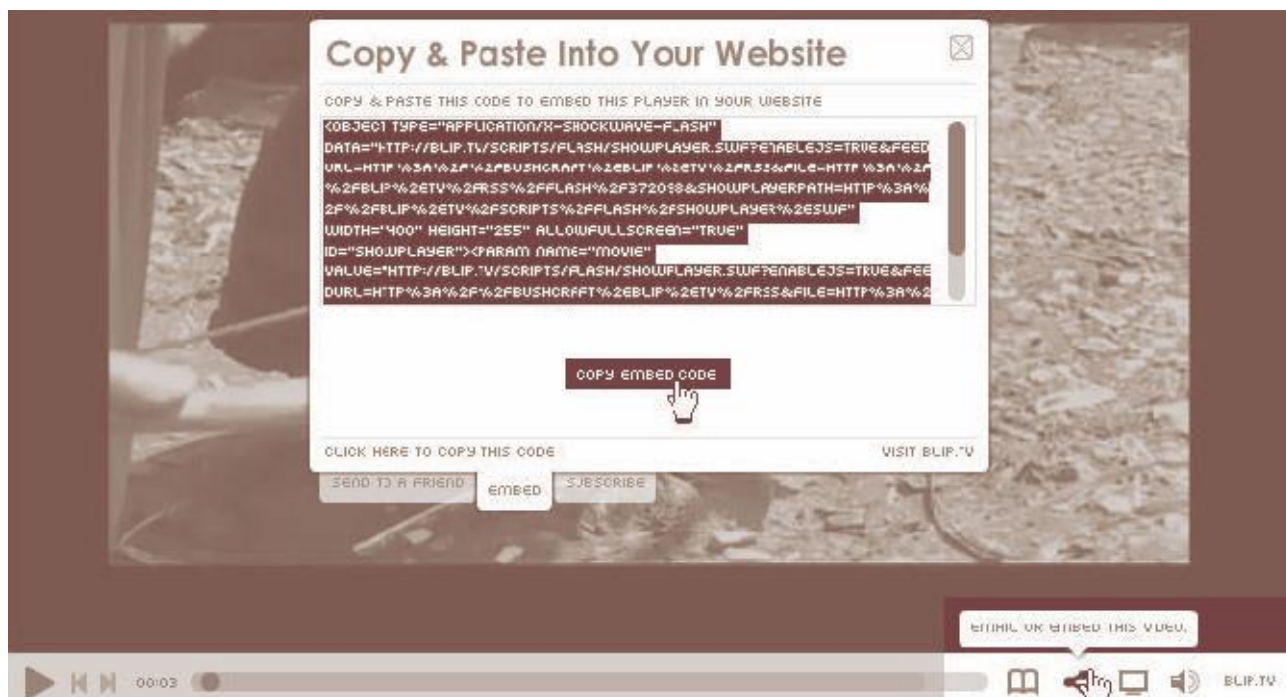 Copy & Paste Into Your Website
COPY & PASTE THIS CODE TO EMBED THIS PLAYER IN YOUR WEBSITE
<OBJECT TYPE="APPLICATION/X-SHOCKWAVE-FLASH"
DATA="HTTP://BLIP.TV/SCRIPTS/FLASH/SHOWPLAYER.SWF?ENABLEJS=TRUE&FEED
URL=HTTP%3A%2F%2FBUSHCRAFT%2EBLIP%2ETV%2FRSS&FILE=HTTP%3A%2F
%2FBLIP%2ETV%2FRSS%2FFLASH%2F372098&SHOWPLAYERPATH=HTTP%3A%
2F%2FBLIP%2ETV%2FSCRIPTS%2FFLASH%2FSHOWPLAYER%2ESWF"
WIDTH="400" HEIGHT="255" ALLOWFULLSCREEN="TRUE"
ID="SHOWPLAYER"><PARAM NAME="MOVIE"
VALUE="HTTP://BLIP.TV/SCRIPTS/FLASH/SHOWPLAYER.SWF?ENABLEJS=TRUE&FEE
DURL=HTTP%3A%2F%2FBUSHCRAFT%2EBLIP%2ETV%2FRSS&FILE=HTTP%3A%2
COPY EMBED CODE
CLICK HERE TO COPY THIS CODE VISIT BLIP.TV
SEND TO A FRIEND EMBED SUBSCRIBE
EMAIL OR EMBED THIS VIDEO.
00:03 BLIP.TV